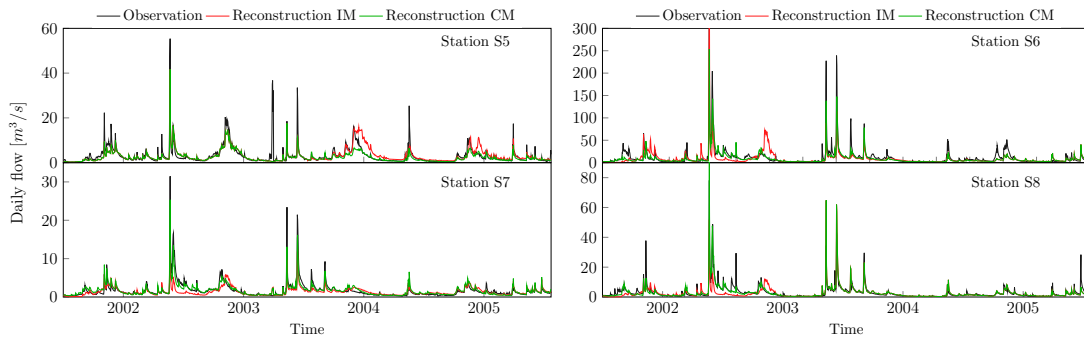 Observation Reconstruction IM Reconstruction CM
Observation Reconstruction IM Reconstruction CM
Daily flow [m³/s]
60
40
20
0
Station S5
300
250
200
150
100
50
0
Station S6
30
20
10
0
Station S7
2002 2003 2004 2005
Time
80
60
40
20
0
Station S8
2002 2003 2004 2005
Time